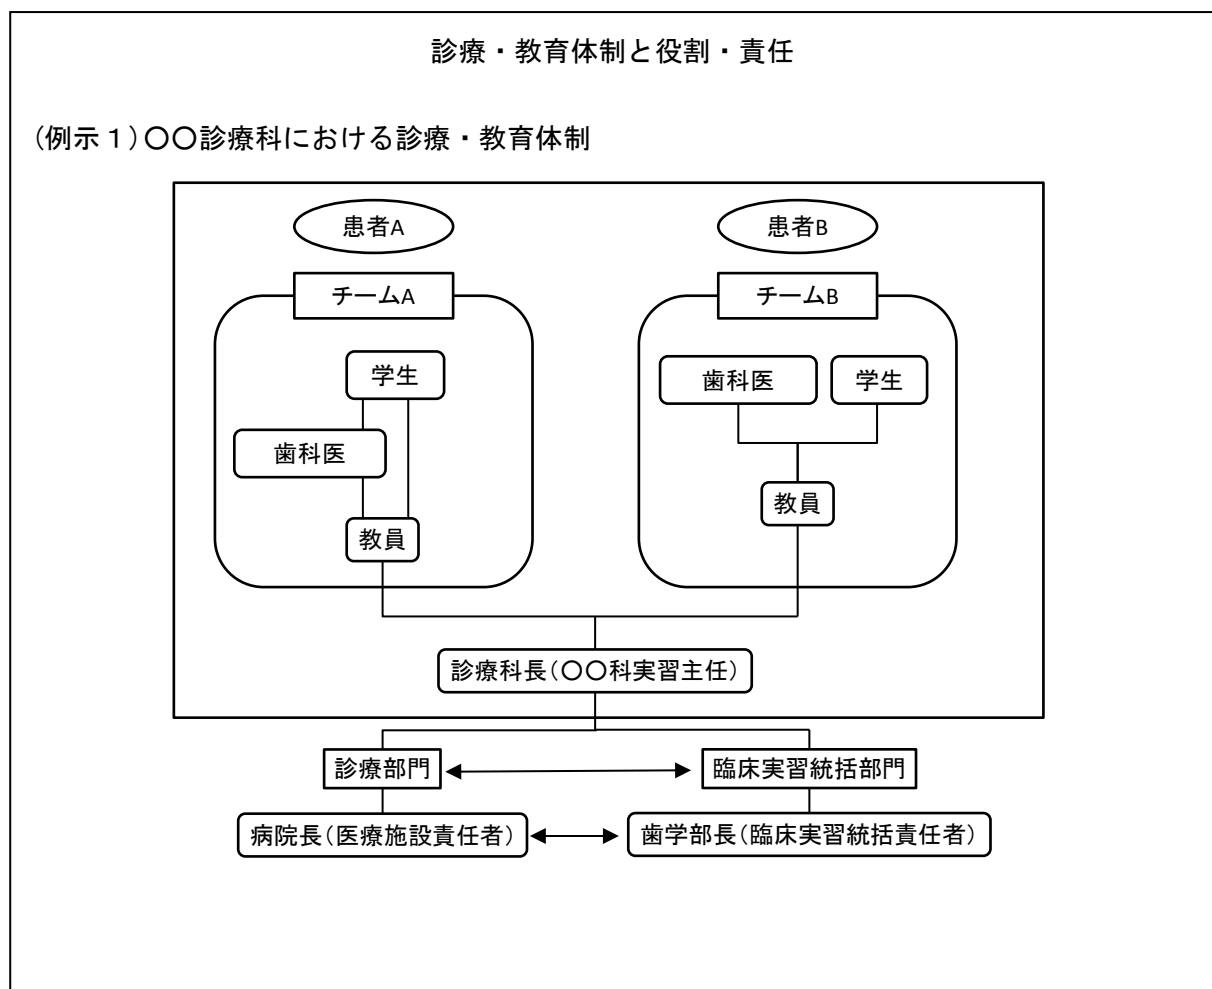 診療・教育体制と役割・責任
(例示１)〇〇診療科における診療・教育体制
患者A
患者B
チームA
チームB
学生
歯科医
教員
歯科医
学生
教員
診療科長(〇〇科実習主任)
診療部門
臨床実習統括部門
病院長(医療施設責任者)
歯学部長(臨床実習統括責任者)